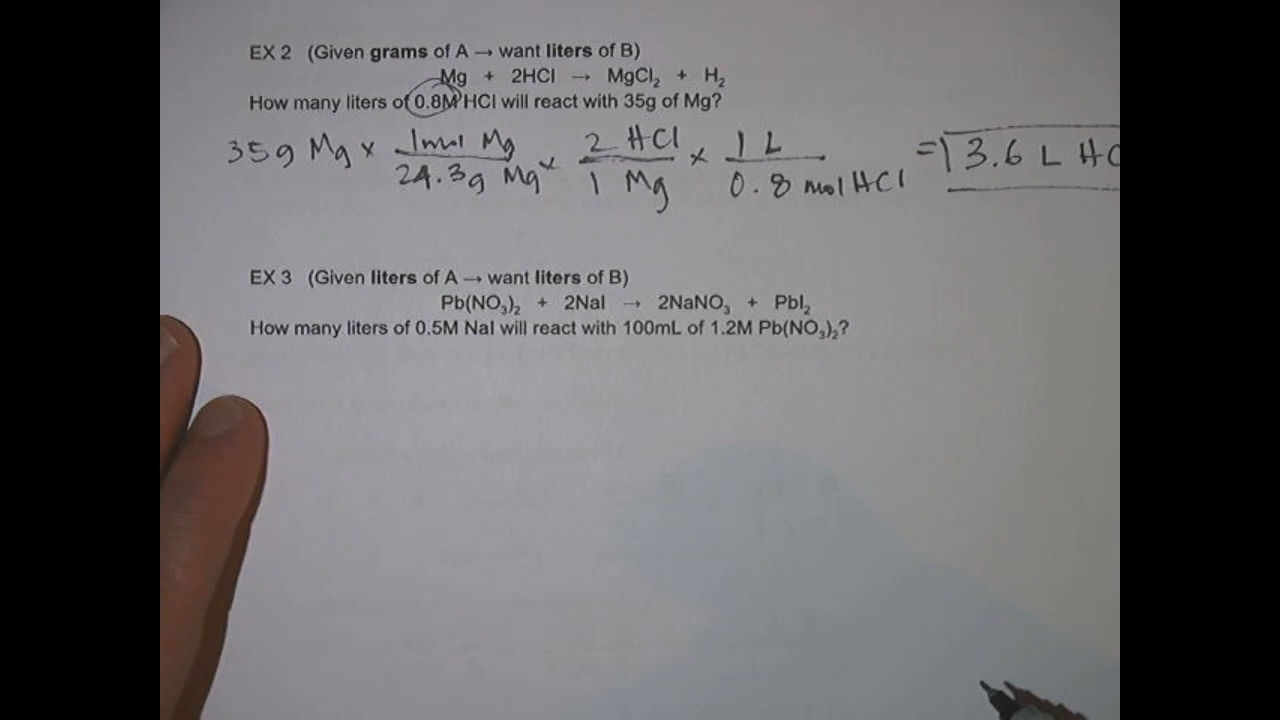 EX 2 (Given grams of A → want liters of B)
Mg + 2HCl → MgCl₂ + H₂
How many liters of 0.8M HCl will react with 35g of Mg?
35g Mg × 1mol Mg / 24.3g Mg × 2 HCl / 1 Mg × 1 L / 0.8 mol HCl = 3.6 L HC
EX 3 (Given liters of A → want liters of B)
Pb(NO₃)₂ + 2NaI → 2NaNO₃ + PbI₂
How many liters of 0.5M NaI will react with 100mL of 1.2M Pb(NO₃)₂?